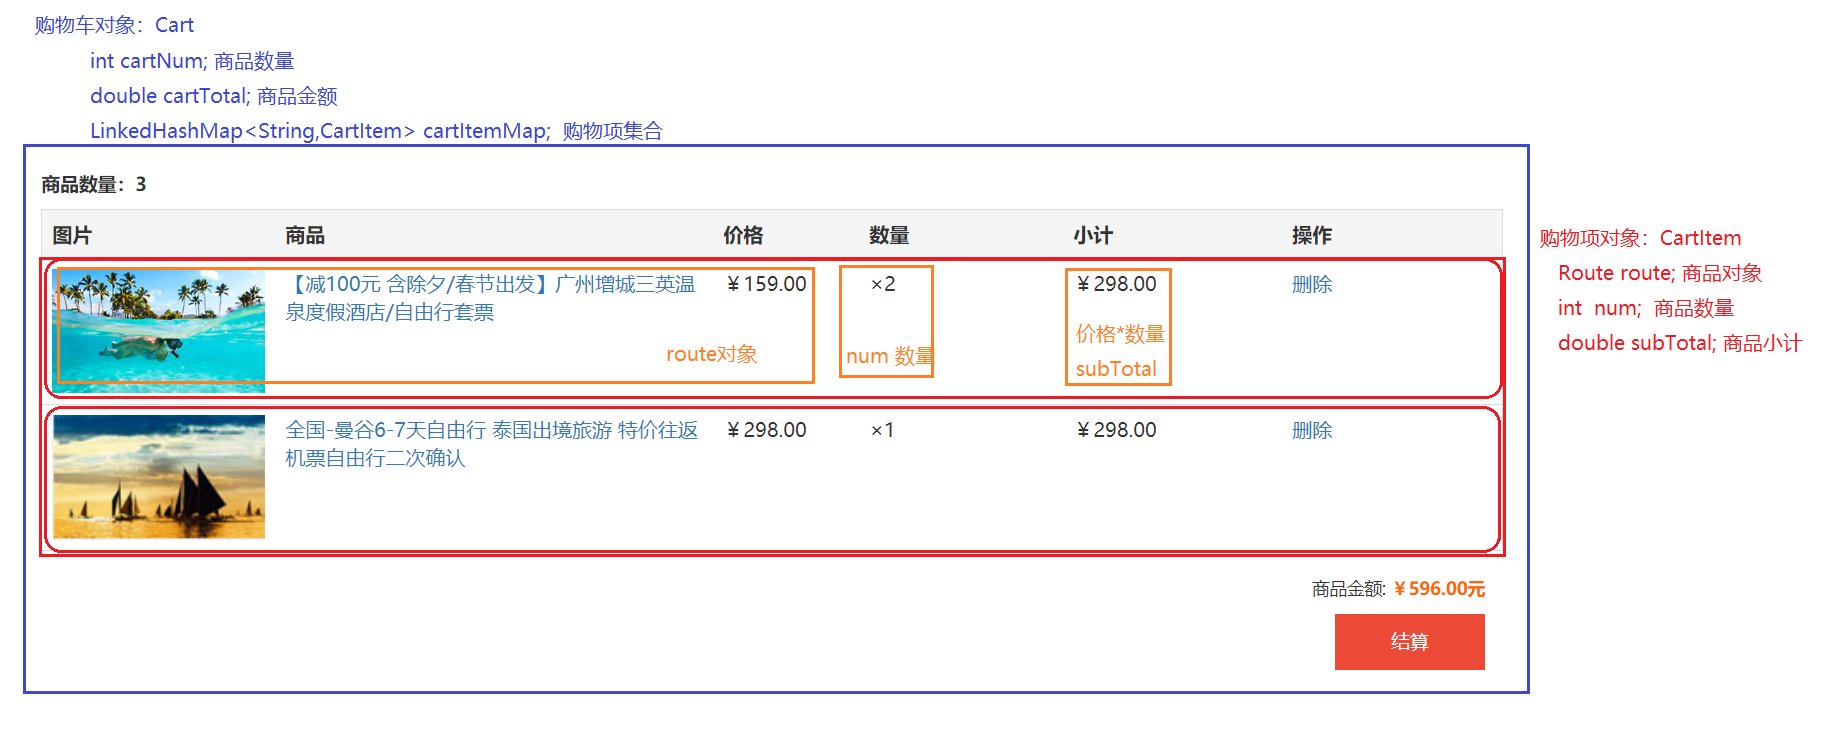 购物车对象：Cart
int cartNum; 商品数量
double cartTotal; 商品金额
LinkedHashMap<String,CartItem> cartItemMap;  购物项集合
商品数量：3
图片 商品 价格 数量 小计 操作
【减100元 含除夕/春节出发】广州增城三英温 ￥159.00 ×2 ￥298.00 删除
泉度假酒店/自由行套票
价格*数量
route对象 num 数量
subTotal
全国-曼谷6-7天自由行 泰国出境旅游 特价往返 ￥298.00 ×1 ￥298.00 删除
机票自由行二次确认
商品金额: ￥596.00元
结算
购物项对象：CartItem
Route route; 商品对象
int  num;  商品数量
double subTotal; 商品小计